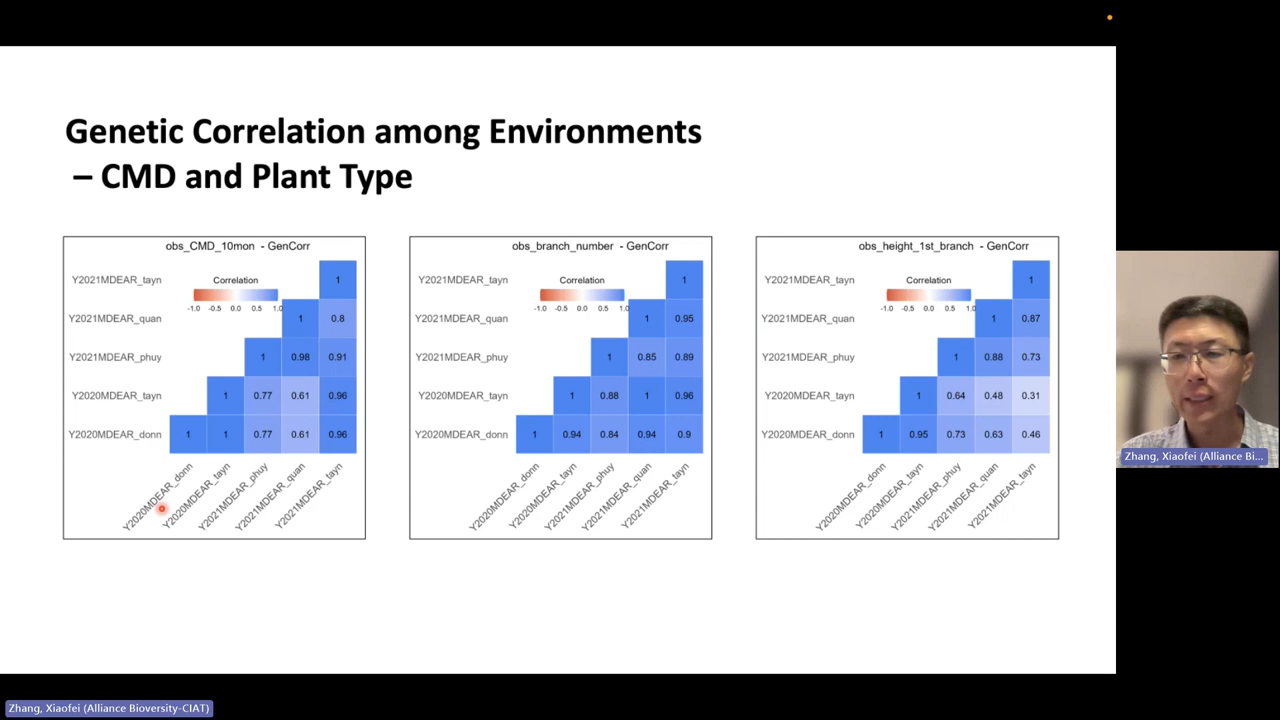 Genetic Correlation among Environments
– CMD and Plant Type
obs_CMD_10mon - GenCorr
Correlation
-1.0 -0.5 0.0 0.5 1.0
Y2021MDEAR_tayn 1
Y2021MDEAR_quan 1 0.8
Y2021MDEAR_phuy 1 0.98 0.91
Y2020MDEAR_tayn 1 0.77 0.61 0.96
Y2020MDEAR_donn 1 1 0.77 0.61 0.96
Y2020MDEAR_donn
Y2020MDEAR_tayn
Y2021MDEAR_phuy
Y2021MDEAR_quan
Y2021MDEAR_tayn
obs_branch_number - GenCorr
Correlation
-1.0 -0.5 0.0 0.5 1.0
Y2021MDEAR_tayn 1
Y2021MDEAR_quan 1 0.95
Y2021MDEAR_phuy 1 0.85 0.89
Y2020MDEAR_tayn 1 0.88 1 0.96
Y2020MDEAR_donn 1 0.94 0.84 0.94 0.9
Y2020MDEAR_donn
Y2020MDEAR_tayn
Y2021MDEAR_phuy
Y2021MDEAR_quan
Y2021MDEAR_tayn
obs_height_1st_branch - GenCorr
Correlation
-1.0 -0.5 0.0 0.5 1.0
Y2021MDEAR_tayn 1
Y2021MDEAR_quan 1 0.87
Y2021MDEAR_phuy 1 0.88 0.73
Y2020MDEAR_tayn 1 0.64 0.48 0.31
Y2020MDEAR_donn 1 0.95 0.73 0.63 0.46
Y2020MDEAR_donn
Y2020MDEAR_tayn
Y2021MDEAR_phuy
Y2021MDEAR_quan
Y2021MDEAR_tayn
Zhang, Xiaofei (Alliance Bi...
Zhang, Xiaofei (Alliance Bioversity-CIAT)